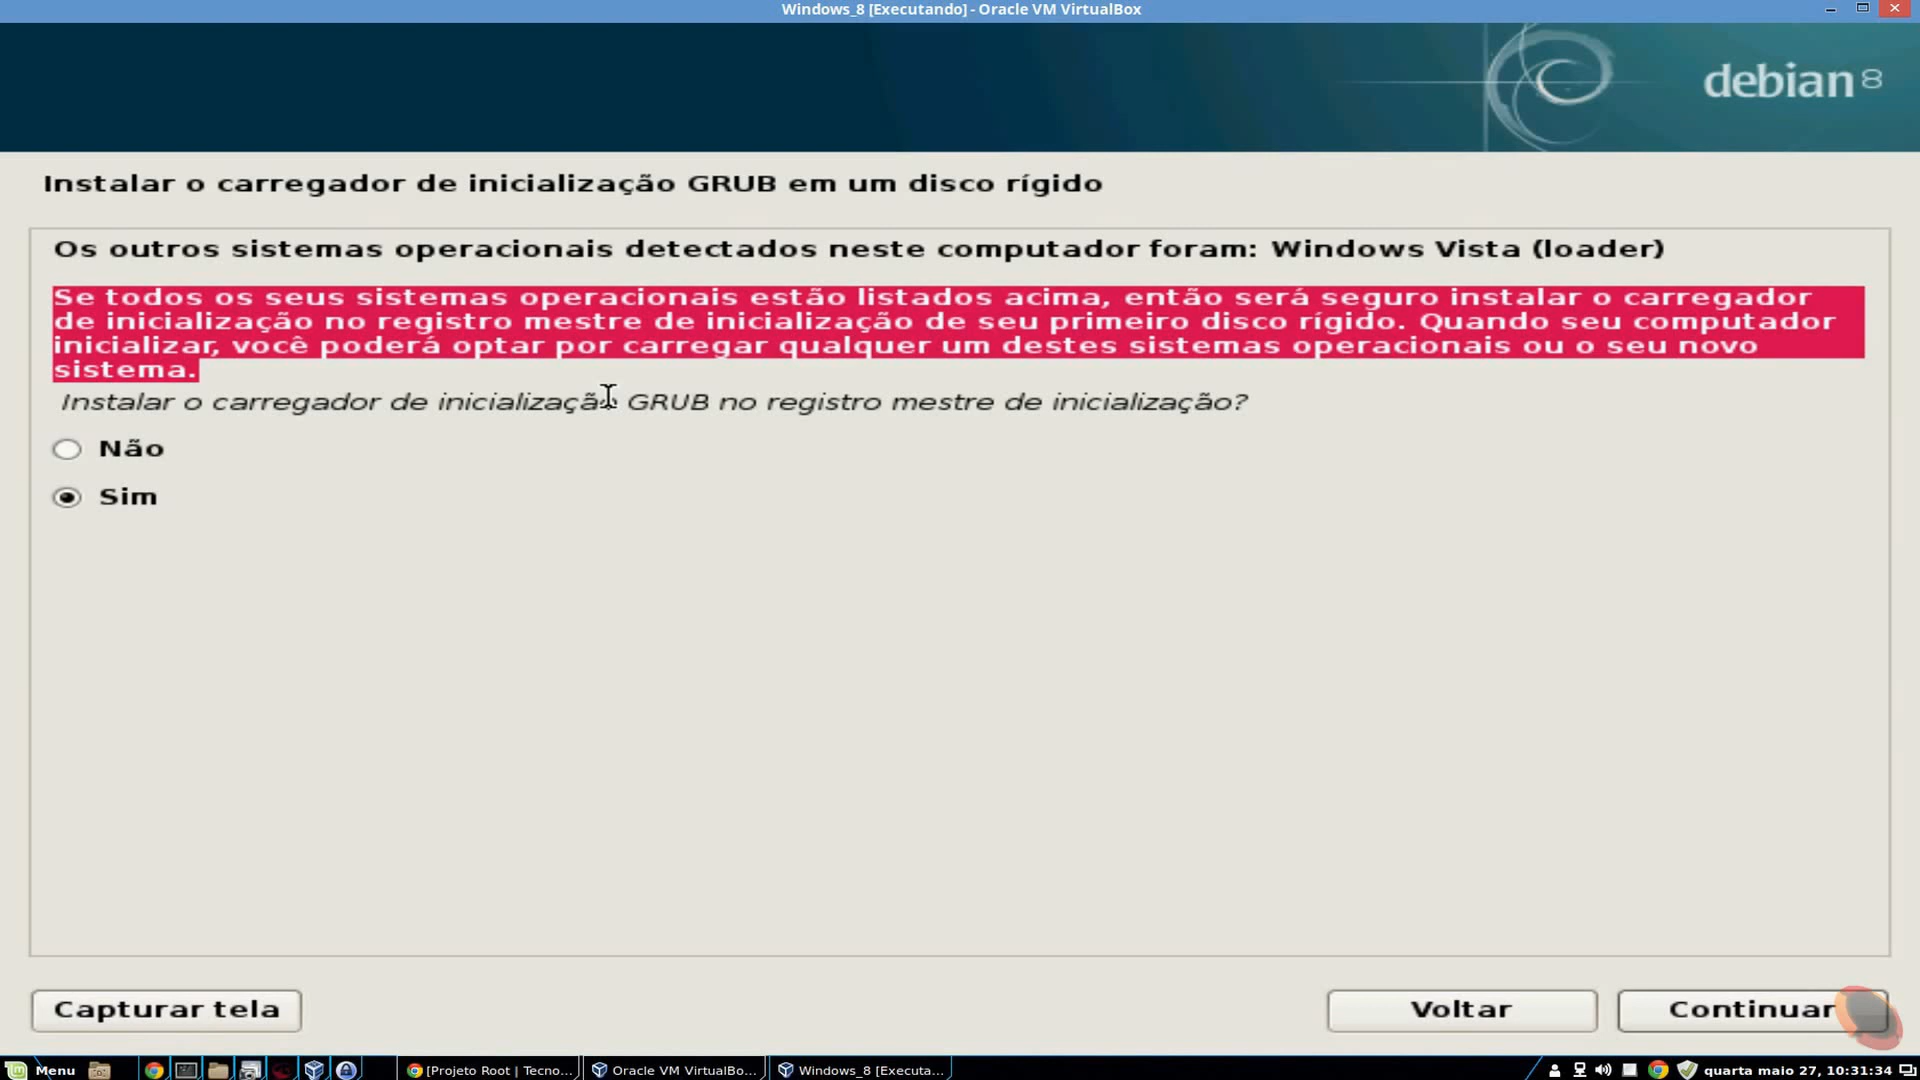 Windows_8 [Executando] - Oracle VM VirtualBox
debian 8
Instalar o carregador de inicialização GRUB em um disco rígido
Os outros sistemas operacionais detectados neste computador foram: Windows Vista (loader)
Se todos os seus sistemas operacionais estão listados acima, então será seguro instalar o carregador
de inicialização no registro mestre de inicialização de seu primeiro disco rígido. Quando seu computador
inicializar, você poderá optar por carregar qualquer um destes sistemas operacionais ou o seu novo
sistema.
Instalar o carregador de inicialização GRUB no registro mestre de inicialização?
Não
Sim
Capturar tela
Voltar
Continuar
Menu
[Projeto Root | Tecno...
Oracle VM VirtualBo...
Windows_8 [Executa...
quarta maio 27, 10:31:34